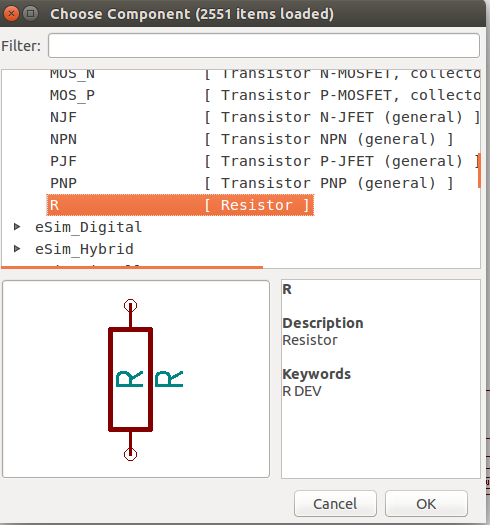 Choose Component (2551 items loaded)
Filter:
MOS_N [ Transistor N-MOSFET, collecto
MOS_P [ Transistor P-MOSFET, collecto
NJF [ Transistor N-JFET (general) ]
NPN [ Transistor NPN (general) ]
PJF [ Transistor P-JFET (general) ]
PNP [ Transistor PNP (general) ]
R [ Resistor ]
eSim_Digital
eSim_Hybrid
R R
R
Description
Resistor
Keywords
R DEV
Cancel OK